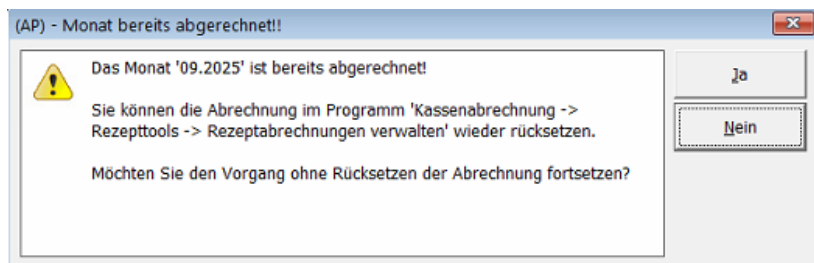 (AP) - Monat bereits abgerechnet!!
Das Monat '09.2025' ist bereits abgerechnet!
Ja
Sie können die Abrechnung im Programm 'Kassenabrechnung ->
Rezepttools -> Rezeptabrechnungen verwalten' wieder rücksetzen.
Nein
Möchten Sie den Vorgang ohne Rücksetzen der Abrechnung fortsetzen?